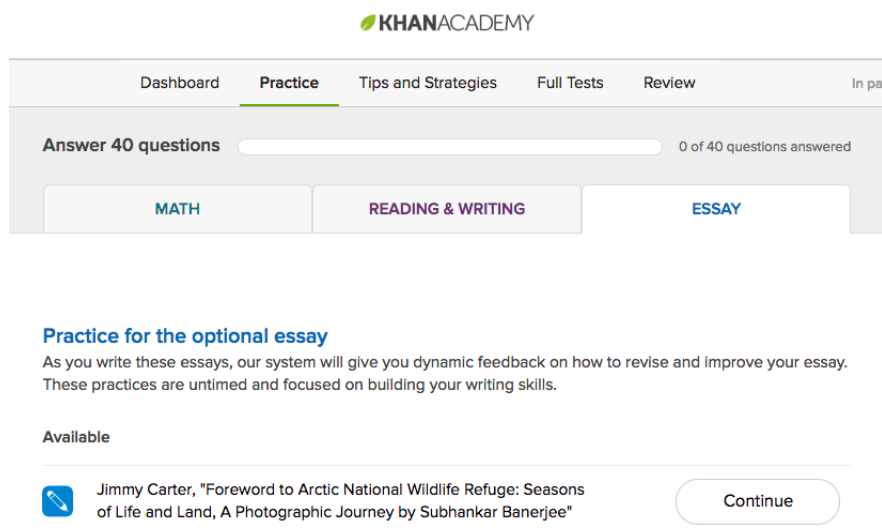 KHANACADEMY
Dashboard Practice Tips and Strategies Full Tests Review In pa
Answer 40 questions 0 of 40 questions answered
MATH READING & WRITING ESSAY
Practice for the optional essay
As you write these essays, our system will give you dynamic feedback on how to revise and improve your essay.
These practices are untimed and focused on building your writing skills.
Available
Jimmy Carter, "Foreword to Arctic National Wildlife Refuge: Seasons
of Life and Land, A Photographic Journey by Subhankar Banerjee"
Continue